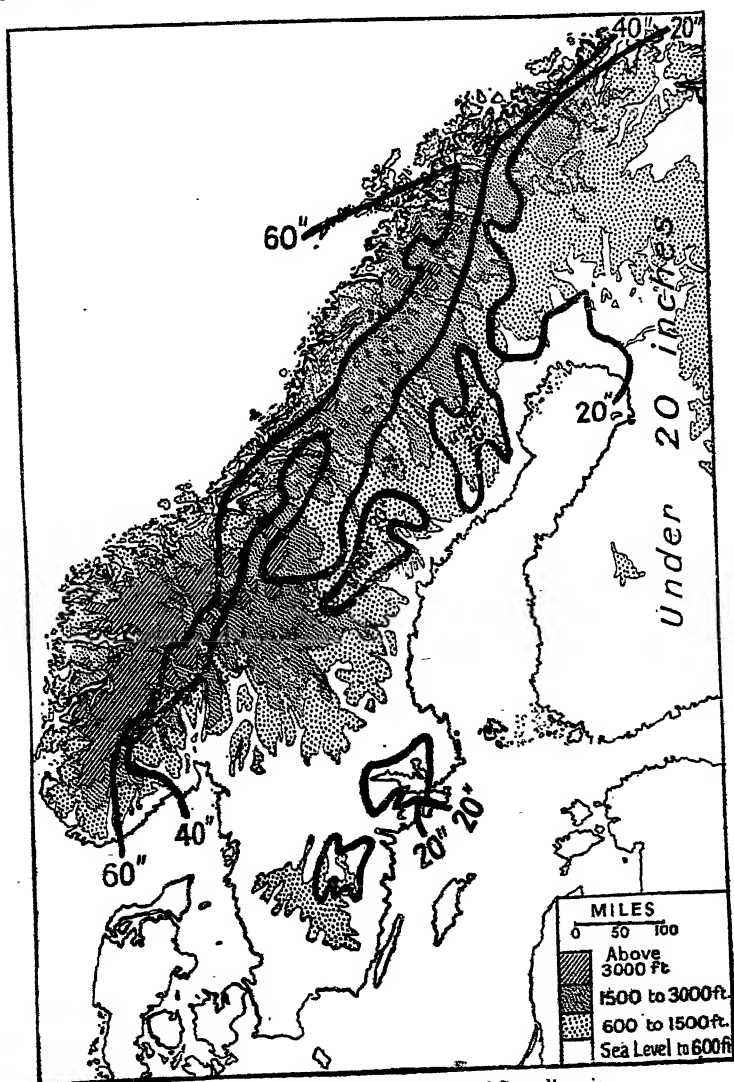 40" 20"
60"
Under 20 inches
20"
20" 20"
40"
60"
MILES
0 50 100
Above
3000 ft
1500 to 3000ft.
600 to 1500ft.
Sea Level to 600ft